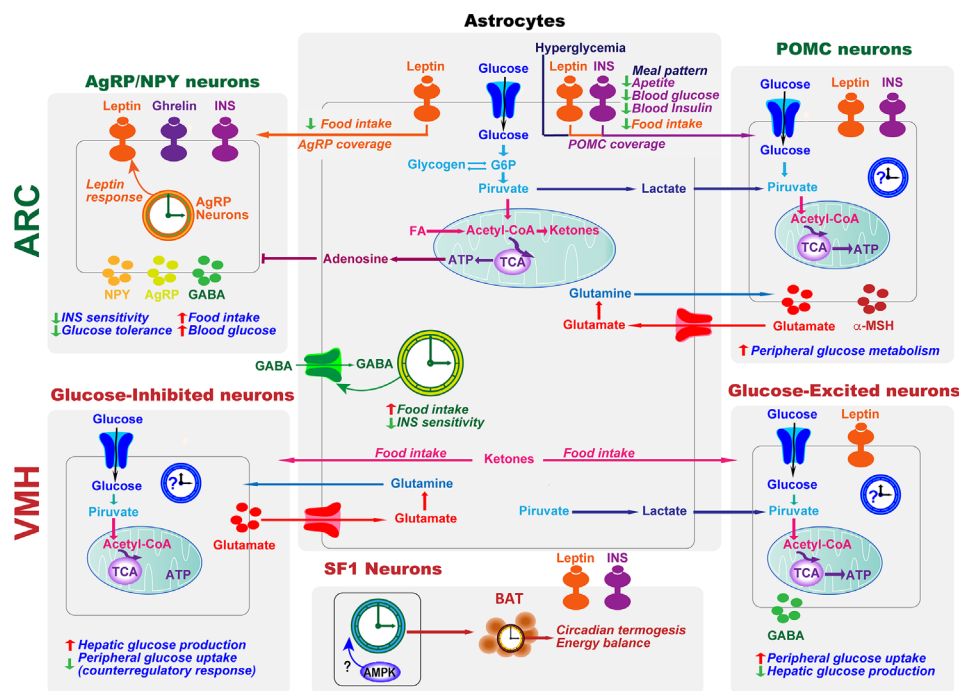 Astrocytes
AgRP/NPY neurons
POMC neurons
ARC
VMH
Leptin
Ghrelin
INS
Leptin
response)
AgRP
Neurons
NPY
AgRP
GABA
INS sensitivity
Food intake
Glucose tolerance
Blood glucose
Leptin
Glucose
Hyperglycemia
Leptin
INS
Meal pattern
Apetite
Blood glucose
Blood Insulin
Food intake
Food intake
AgRP coverage
POMC coverage
Glucose
Glycogen
G6P
Piruvate
Lactate
FA
Acetyl-CoA
Ketones
TCA
ATP
Adenosine
Glutamine
Glutamate
Glucose
Leptin
INS
Glucose
?
Piruvate
Acetyl-CoA
TCA
ATP
Glutamate
α-MSH
Peripheral glucose metabolism
GABA
GABA
Food intake
INS sensitivity
Glucose-Inhibited neurons
Glucose
Glucose
?
Piruvate
Acetyl-CoA
TCA
ATP
Glutamate
Hepatic glucose production
Peripheral glucose uptake
(counterregulatory response)
Food intake
Ketones
Food intake
Glutamine
Glutamate
Piruvate
Lactate
Glucose-Excited neurons
Glucose
Leptin
Glucose
?
Piruvate
Acetyl-CoA
TCA
ATP
GABA
Peripheral glucose uptake
Hepatic glucose production
SF1 Neurons
Leptin
INS
BAT
?
AMPK
Circadian termogesis
Energy balance